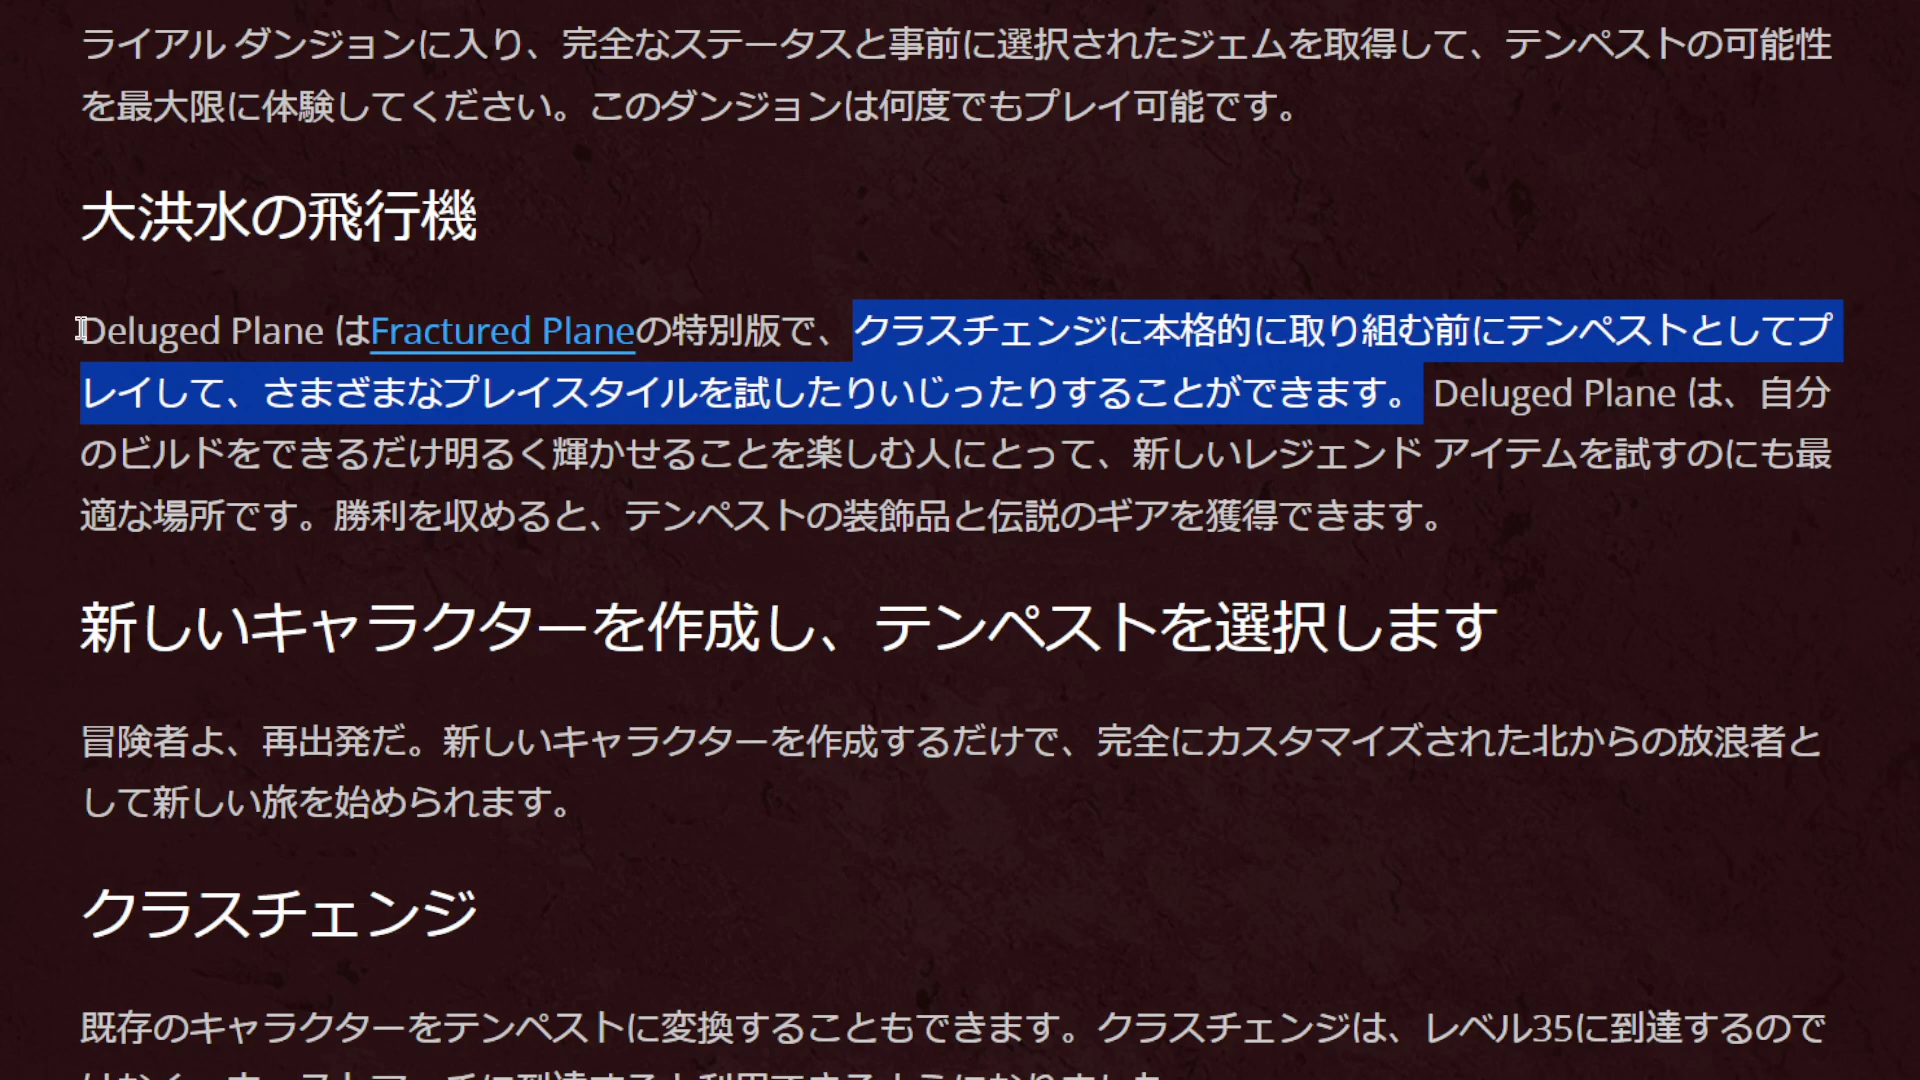 ライアル ダンジョンに入り、完全なステータスと事前に選択されたジェムを取得して、テンペストの可能性
を最大限に体験してください。このダンジョンは何度でもプレイ可能です。
大洪水の飛行機
Deluged Plane はFractured Planeの特別版で、クラスチェンジに本格的に取り組む前にテンペストとしてプ
レイして、さまざまなプレイスタイルを試したりいじったりすることができます。 Deluged Plane は、自分
のビルドをできるだけ明るく輝かせることを楽しむ人にとって、新しいレジェンド アイテムを試すのにも最
適な場所です。勝利を収めると、テンペストの装飾品と伝説のギアを獲得できます。
新しいキャラクターを作成し、テンペストを選択します
冒険者よ、再出発だ。新しいキャラクターを作成するだけで、完全にカスタマイズされた北からの放浪者と
して新しい旅を始められます。
クラスチェンジ
既存のキャラクターをテンペストに変換することもできます。クラスチェンジは、レベル35に到達するので